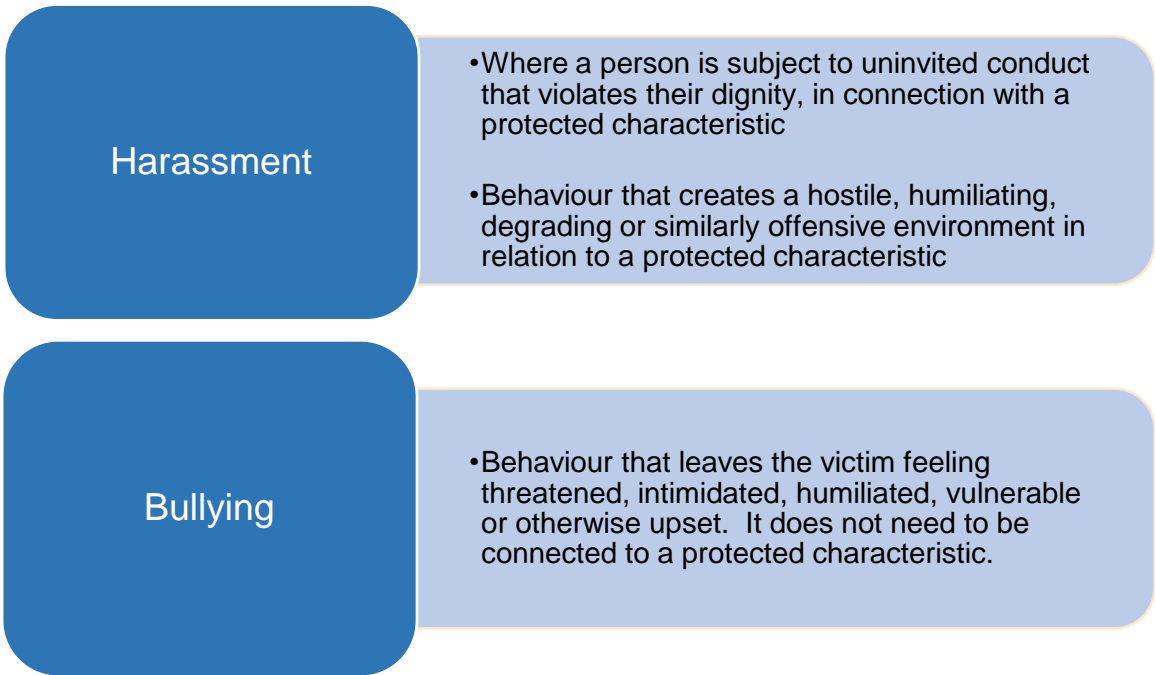 Harassment
•Where a person is subject to uninvited conduct
that violates their dignity, in connection with a
protected characteristic
•Behaviour that creates a hostile, humiliating,
degrading or similarly offensive environment in
relation to a protected characteristic
Bullying
•Behaviour that leaves the victim feeling
threatened, intimidated, humiliated, vulnerable
or otherwise upset.  It does not need to be
connected to a protected characteristic.